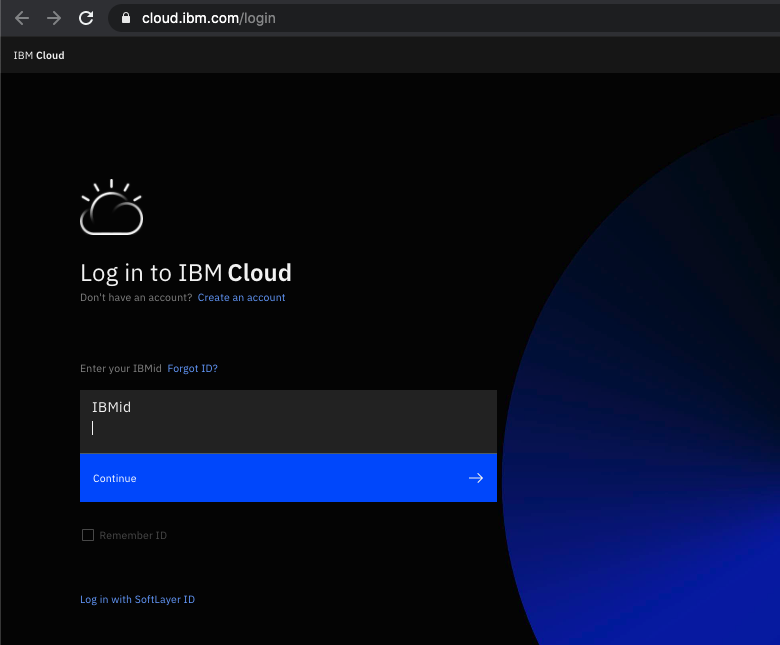 cloud.ibm.com/login
IBM Cloud
Log in to IBM Cloud
Don't have an account? Create an account
Enter your IBMid Forgot ID?
IBMid
Continue
Remember ID
Log in with SoftLayer ID